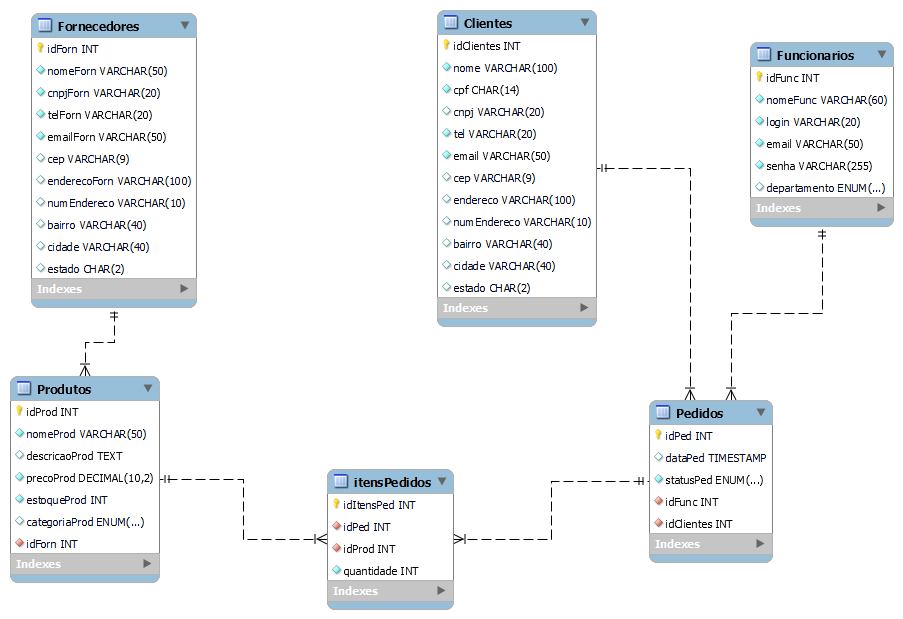 Fornecedores
idForn INT
nomeForn VARCHAR(50)
cnpjForn VARCHAR(20)
telForn VARCHAR(20)
emailForn VARCHAR(50)
cep VARCHAR(9)
enderecoForn VARCHAR(100)
numEndereco VARCHAR(10)
bairro VARCHAR(40)
cidade VARCHAR(40)
estado CHAR(2)
Indexes
Clientes
idClientes INT
nome VARCHAR(100)
cpf CHAR(14)
cnpj VARCHAR(20)
tel VARCHAR(20)
email VARCHAR(50)
cep VARCHAR(9)
endereco VARCHAR(100)
numEndereco VARCHAR(10)
bairro VARCHAR(40)
cidade VARCHAR(40)
estado CHAR(2)
Indexes
Funcionarios
idFunc INT
nomeFunc VARCHAR(60)
login VARCHAR(20)
email VARCHAR(50)
senha VARCHAR(255)
departamento ENUM(...)
Indexes
Produtos
idProd INT
nomeProd VARCHAR(50)
descricaoProd TEXT
precoProd DECIMAL(10,2)
estoqueProd INT
categoriaProd ENUM(...)
idForn INT
Indexes
itensPedidos
idItensPed INT
idPed INT
idProd INT
quantidade INT
Indexes
Pedidos
idPed INT
dataPed TIMESTAMP
statusPed ENUM(...)
idFunc INT
idClientes INT
Indexes